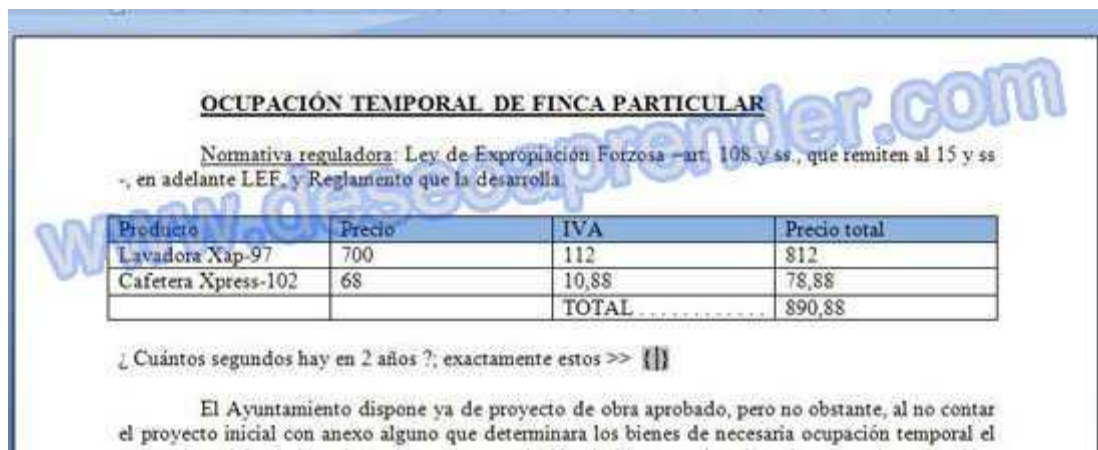 OCUPACIÓN TEMPORAL DE FINCA PARTICULAR
Normativa reguladora: Ley de Expropiación Forzosa –art. 108 y ss., que remiten al 15 y ss
-, en adelante LEF, y Reglamento que la desarrolla.
www.deseoaprender.com
Producto Precio IVA Precio total
Lavadora Xap-97 700 112 812
Cafetera Xpress-102 68 10,88 78,88
TOTAL . . . . . . . . . . . . 890,88
¿ Cuántos segundos hay en 2 años ?; exactamente estos >> {|}
El Ayuntamiento dispone ya de proyecto de obra aprobado, pero no obstante, al no contar
el proyecto inicial con anexo alguno que determinara los bienes de necesaria ocupación temporal el